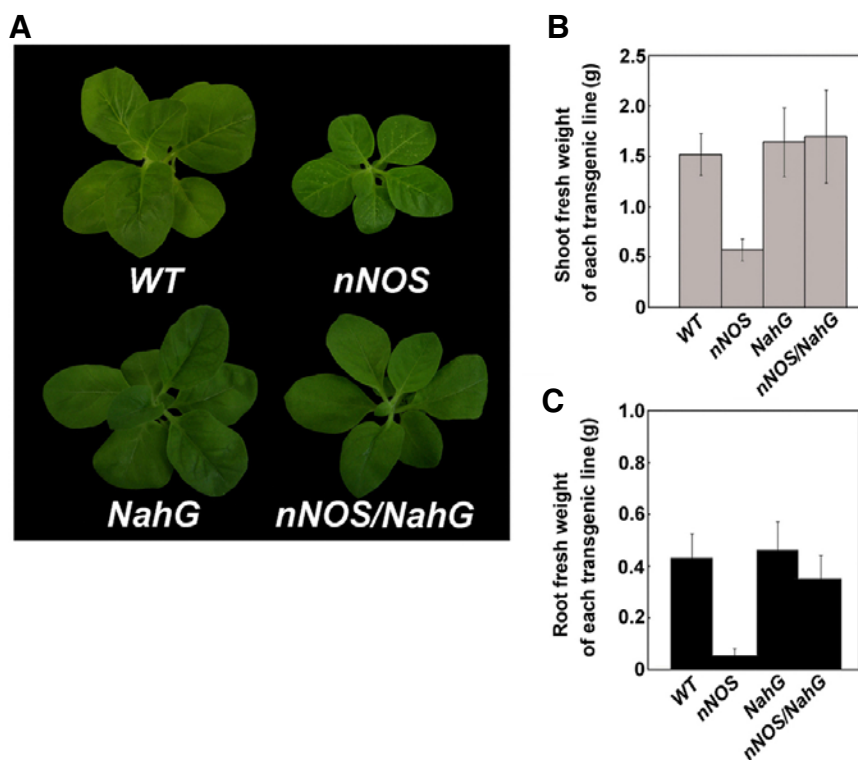 A
WT
nNOS
NahG
nNOS/NahG
B
Shoot fresh weight
of each transgenic line (g)
2.5
2.0
1.5
1.0
0.5
0
WT
nNOS
NahG
nNOS/NahG
C
Root fresh weight
of each transgenic line (g)
1.0
0.8
0.6
0.4
0.2
0
WT
nNOS
NahG
nNOS/NahG